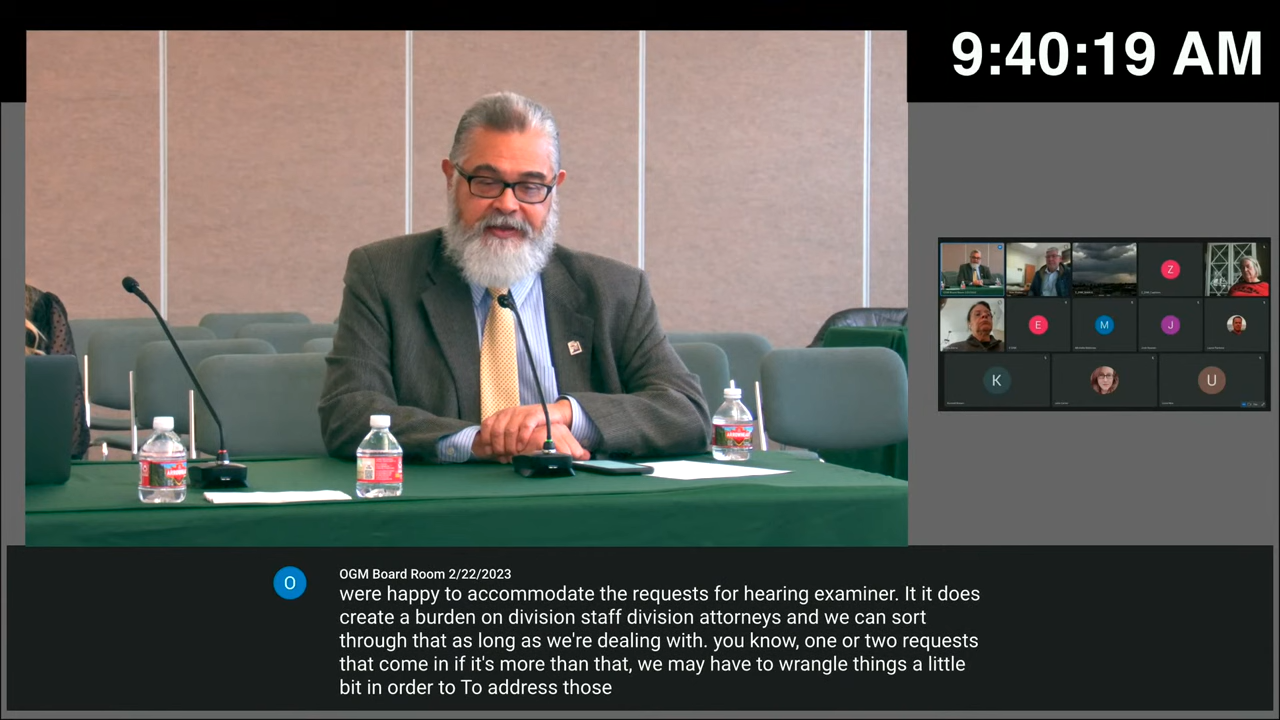 9:40:19 AM
Z
E
M
J
K
U
O
OGM Board Room 2/22/2023
were happy to accommodate the requests for hearing examiner. It it does
create a burden on division staff division attorneys and we can sort
through that as long as we're dealing with. you know, one or two requests
that come in if it's more than that, we may have to wrangle things a little
bit in order to To address those